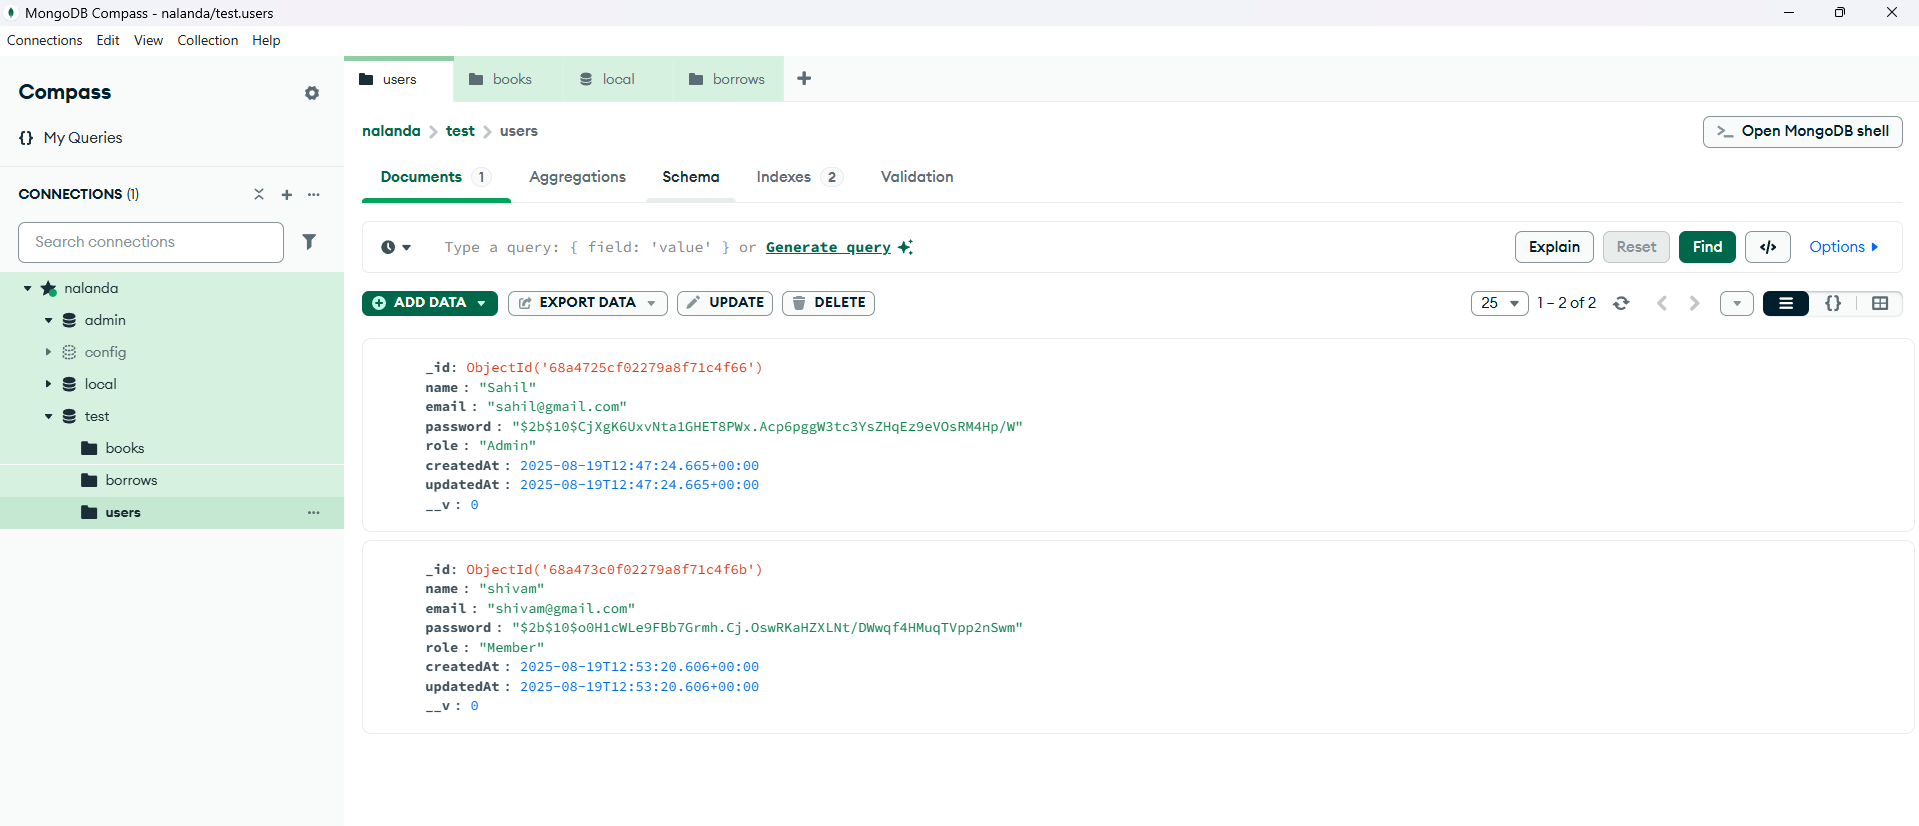 MongoDB Compass - nalanda/test.users
Connections Edit View Collection Help
Compass
{} My Queries
CONNECTIONS (1)
Search connections
nalanda
admin
config
local
test
books
borrows
users
users books local borrows
nalanda > test > users
>_ Open MongoDB shell
Documents 1 Aggregations Schema Indexes 2 Validation
Type a query: { field: 'value' } or Generate query
Explain Reset Find </> Options
ADD DATA EXPORT DATA UPDATE DELETE
25 1 – 2 of 2 {}
_id: ObjectId('68a4725cf02279a8f71c4f66')
name : "Sahil"
email : "sahil@gmail.com"
password : "$2b$10$CjXgK6UxvNta1GHET8PWx.Acp6pggW3tc3YsZHqEz9eVOsRM4Hp/W"
role : "Admin"
createdAt : 2025-08-19T12:47:24.665+00:00
updatedAt : 2025-08-19T12:47:24.665+00:00
__v : 0
_id: ObjectId('68a473c0f02279a8f71c4f6b')
name : "shivam"
email : "shivam@gmail.com"
password : "$2b$10$o0H1cWLe9FBb7Grmh.Cj.OswRKaHZXLNt/DWwqf4HMuqTVpp2nSwm"
role : "Member"
createdAt : 2025-08-19T12:53:20.606+00:00
updatedAt : 2025-08-19T12:53:20.606+00:00
__v : 0